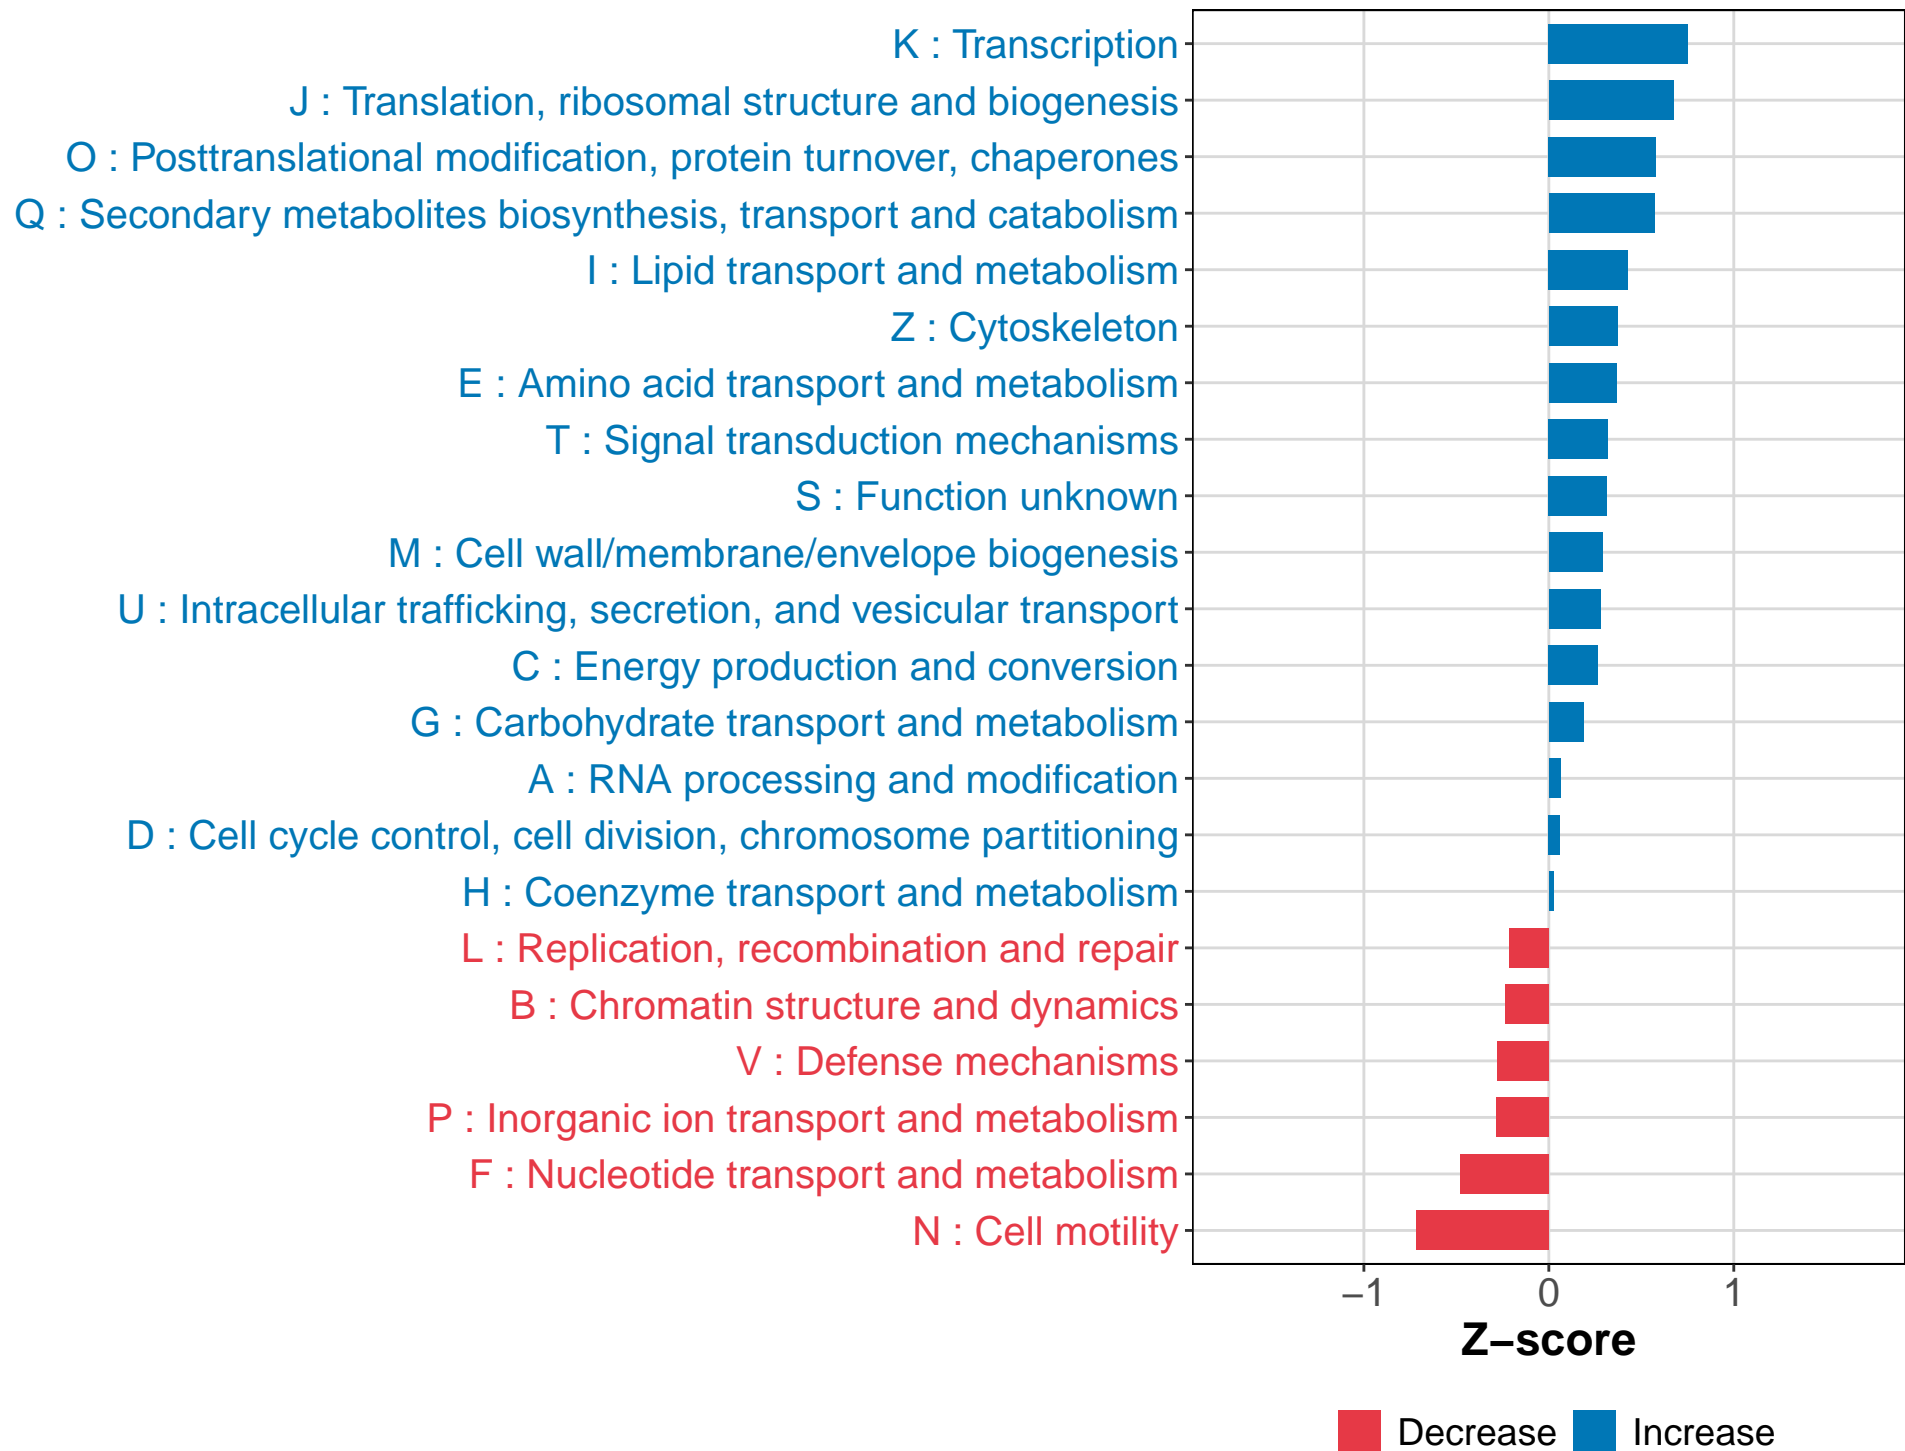 K : Transcription
J : Translation, ribosomal structure and biogenesis
O : Posttranslational modification, protein turnover, chaperones
Q : Secondary metabolites biosynthesis, transport and catabolism
I : Lipid transport and metabolism
Z : Cytoskeleton
E : Amino acid transport and metabolism
T : Signal transduction mechanisms
S : Function unknown
M : Cell wall/membrane/envelope biogenesis
U : Intracellular trafficking, secretion, and vesicular transport
C : Energy production and conversion
G : Carbohydrate transport and metabolism
A : RNA processing and modification
D : Cell cycle control, cell division, chromosome partitioning
H : Coenzyme transport and metabolism
L : Replication, recombination and repair
B : Chromatin structure and dynamics
V : Defense mechanisms
P : Inorganic ion transport and metabolism
F : Nucleotide transport and metabolism
N : Cell motility
−1 0 1
Z−score
Decrease Increase